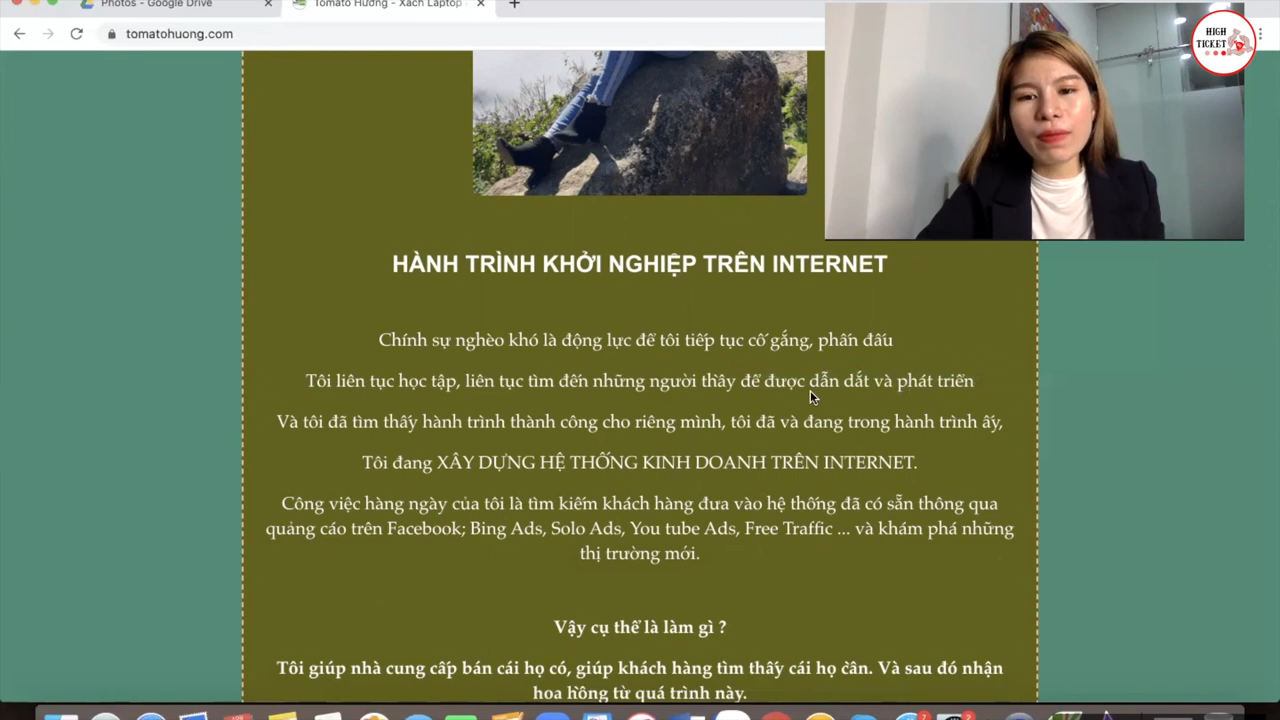 Photos - Google Drive
Tomato Hương - Xách Laptop
tomatohuong.com
HIGH
TICKET
HÀNH TRÌNH KHỞI NGHIỆP TRÊN INTERNET
Chính sự nghèo khó là động lực để tôi tiếp tục cố gắng, phấn đấu
Tôi liên tục học tập, liên tục tìm đến những người thầy để được dẫn dắt và phát triển
Và tôi đã tìm thấy hành trình thành công cho riêng mình, tôi đã và đang trong hành trình ấy,
Tôi đang XÂY DỰNG HỆ THỐNG KINH DOANH TRÊN INTERNET.
Công việc hàng ngày của tôi là tìm kiếm khách hàng đưa vào hệ thống đã có sẵn thông qua
quảng cáo trên Facebook; Bing Ads, Solo Ads, You tube Ads, Free Traffic ... và khám phá những
thị trường mới.
Vậy cụ thể là làm gì ?
Tôi giúp nhà cung cấp bán cái họ có, giúp khách hàng tìm thấy cái họ cần. Và sau đó nhận
hoa hồng từ quá trình này.